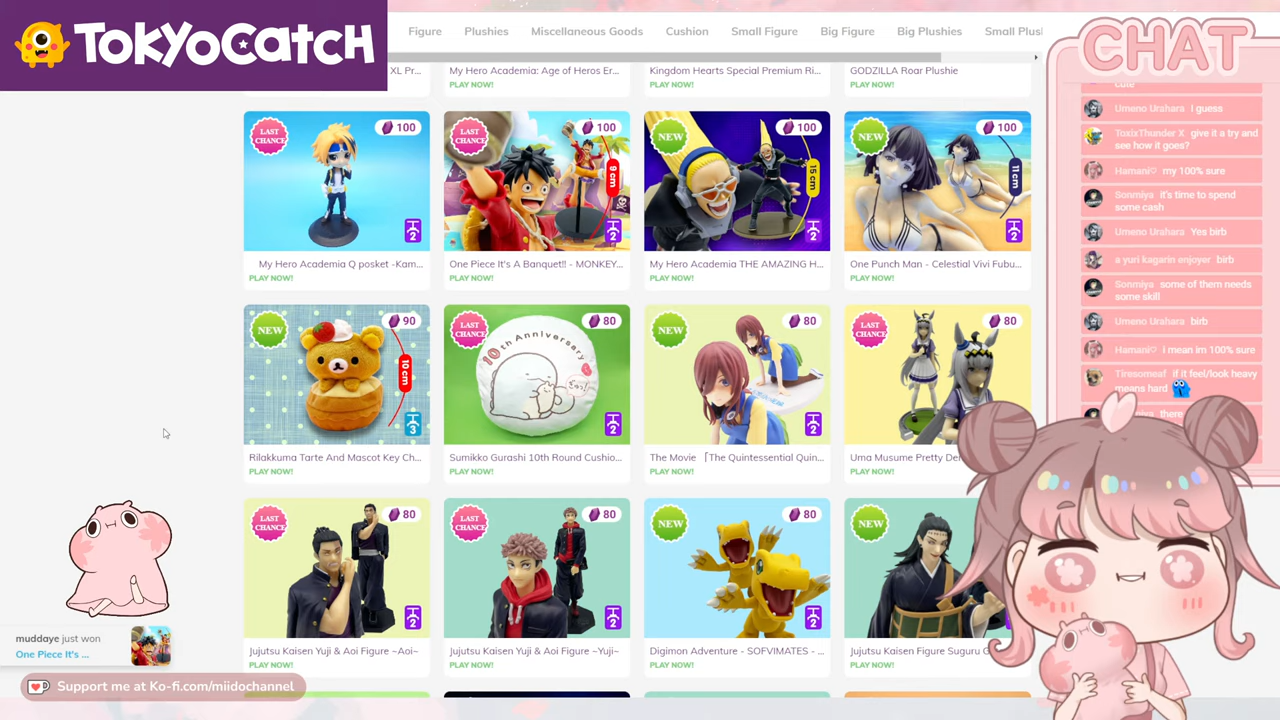 TOKYOCATCH
Figure Plushies Miscellaneous Goods Cushion Small Figure Big Figure Big Plushies Small Plus
CHAT
XL Pr... My Hero Academia: Age of Heros Er... Kingdom Hearts Special Premium Ri... GODZILLA Roar Plushie
PLAY NOW! PLAY NOW! PLAY NOW!
LAST CHANCE 100 LAST CHANCE 100 NEW 100 NEW 100
9 cm 15 cm 11 cm
2 2 2 2
My Hero Academia Q posket -Kam... One Piece It's A Banquet!! - MONKEY... My Hero Academia THE AMAZING H... One Punch Man - Celestial Vivi Fubu...
PLAY NOW! PLAY NOW! PLAY NOW! PLAY NOW!
NEW 90 LAST CHANCE 80 NEW 80 LAST CHANCE 80
10th Anniversary
10 cm
3 2 2
Rilakkuma Tarte And Mascot Key Ch... Sumikko Gurashi 10th Round Cushio... The Movie 「The Quintessential Quin... Uma Musume Pretty Der
PLAY NOW! PLAY NOW! PLAY NOW! PLAY NOW!
LAST CHANCE 80 LAST CHANCE 80 NEW 80 NEW
2 2 2
Jujutsu Kaisen Yuji & Aoi Figure ~Aoi~ Jujutsu Kaisen Yuji & Aoi Figure ~Yuji~ Digimon Adventure - SOFVIMATES - ... Jujutsu Kaisen Figure Suguru G
PLAY NOW! PLAY NOW! PLAY NOW! PLAY NOW!
muddaye just won
One Piece It's ...
Support me at Ko-fi.com/miidochannel
cute
Umeno Urahara I guess
ToxixThunder X give it a try and
see how it goes?
Hamani♡ my 100% sure
Sonmiya it's time to spend
some cash
Umeno Urahara Yes birb
a yuri kagarin enjoyer birb
Sonmiya some of them needs
some skill
Umeno Urahara birb
Hamani♡ i mean im 100% sure
Tiresomeaf if it feel/look heavy
means hard
there